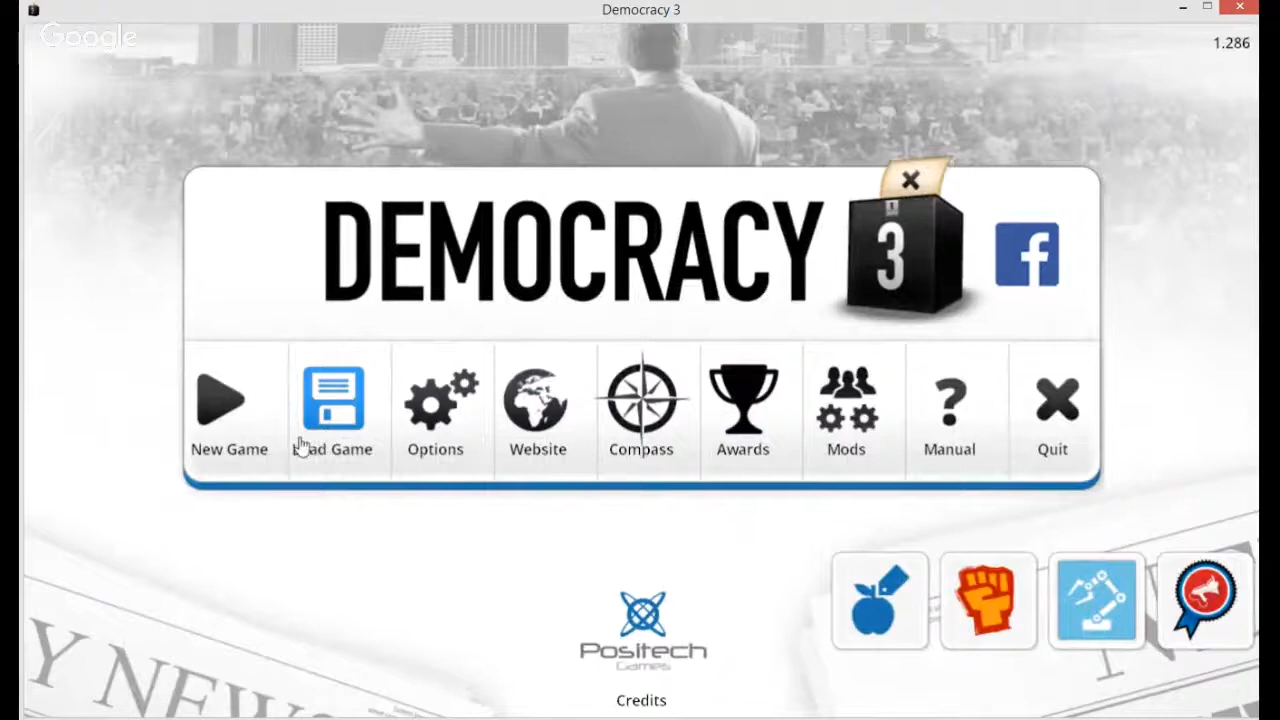 Democracy 3
Google
1.286
DEMOCRACY 3
New Game
Load Game
Options
Website
Compass
Awards
Mods
Manual
Quit
Positech
Games
Credits
Y NEWS